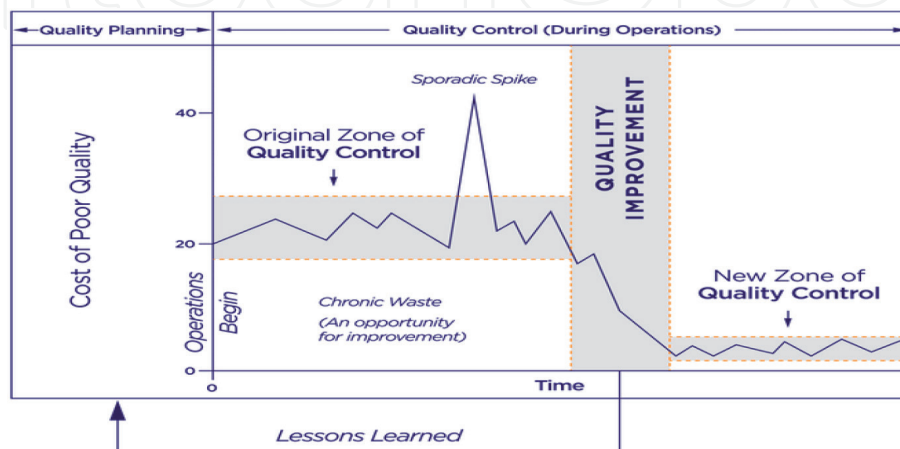 Quality Planning
Quality Control (During Operations)
Sporadic Spike
40
Original Zone of
Quality Control
QUALITY
IMPROVEMENT
Cost of Poor Quality
20
Operations
Begin
Chronic Waste
(An opportunity
for improvement)
New Zone of
Quality Control
0
0
Time
Lessons Learned